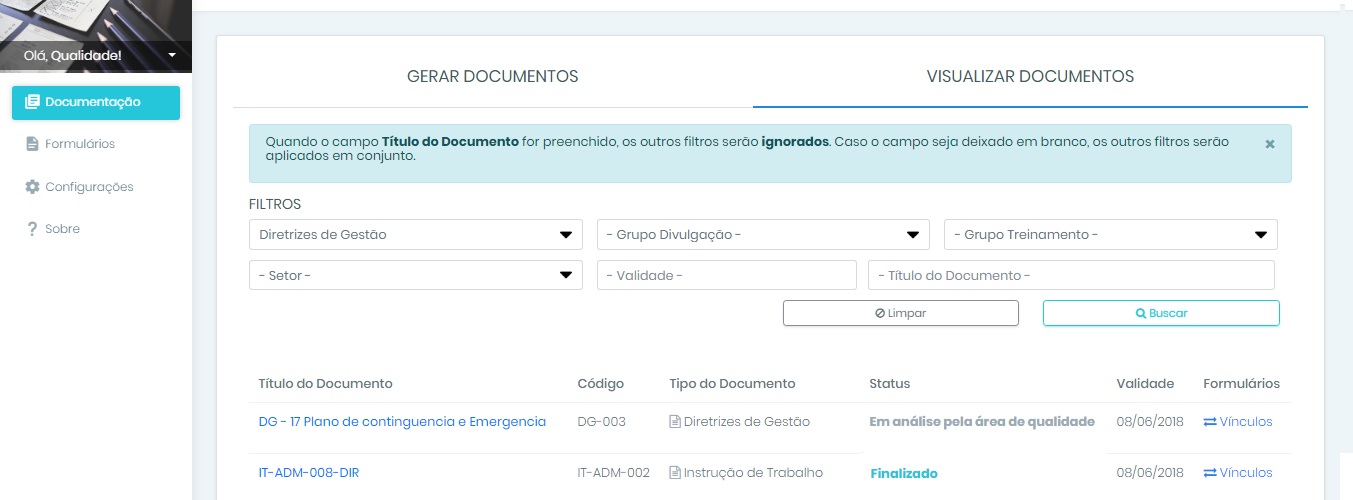 Olá, Qualidade!
Documentação
Formulários
Configurações
Sobre
GERAR DOCUMENTOS
VISUALIZAR DOCUMENTOS
Quando o campo Título do Documento for preenchido, os outros filtros serão ignorados. Caso o campo seja deixado em branco, os outros filtros serão
aplicados em conjunto.
FILTROS
Diretrizes de Gestão
- Grupo Divulgação -
- Grupo Treinamento -
- Setor -
- Validade -
- Título do Documento -
Limpar
Buscar
Título do Documento Código Tipo do Documento Status Validade Formulários
DG - 17 Plano de continguencia e Emergencia DG-003 Diretrizes de Gestão Em análise pela área de qualidade 08/06/2018 Vínculos
IT-ADM-008-DIR IT-ADM-002 Instrução de Trabalho Finalizado 08/06/2018 Vínculos